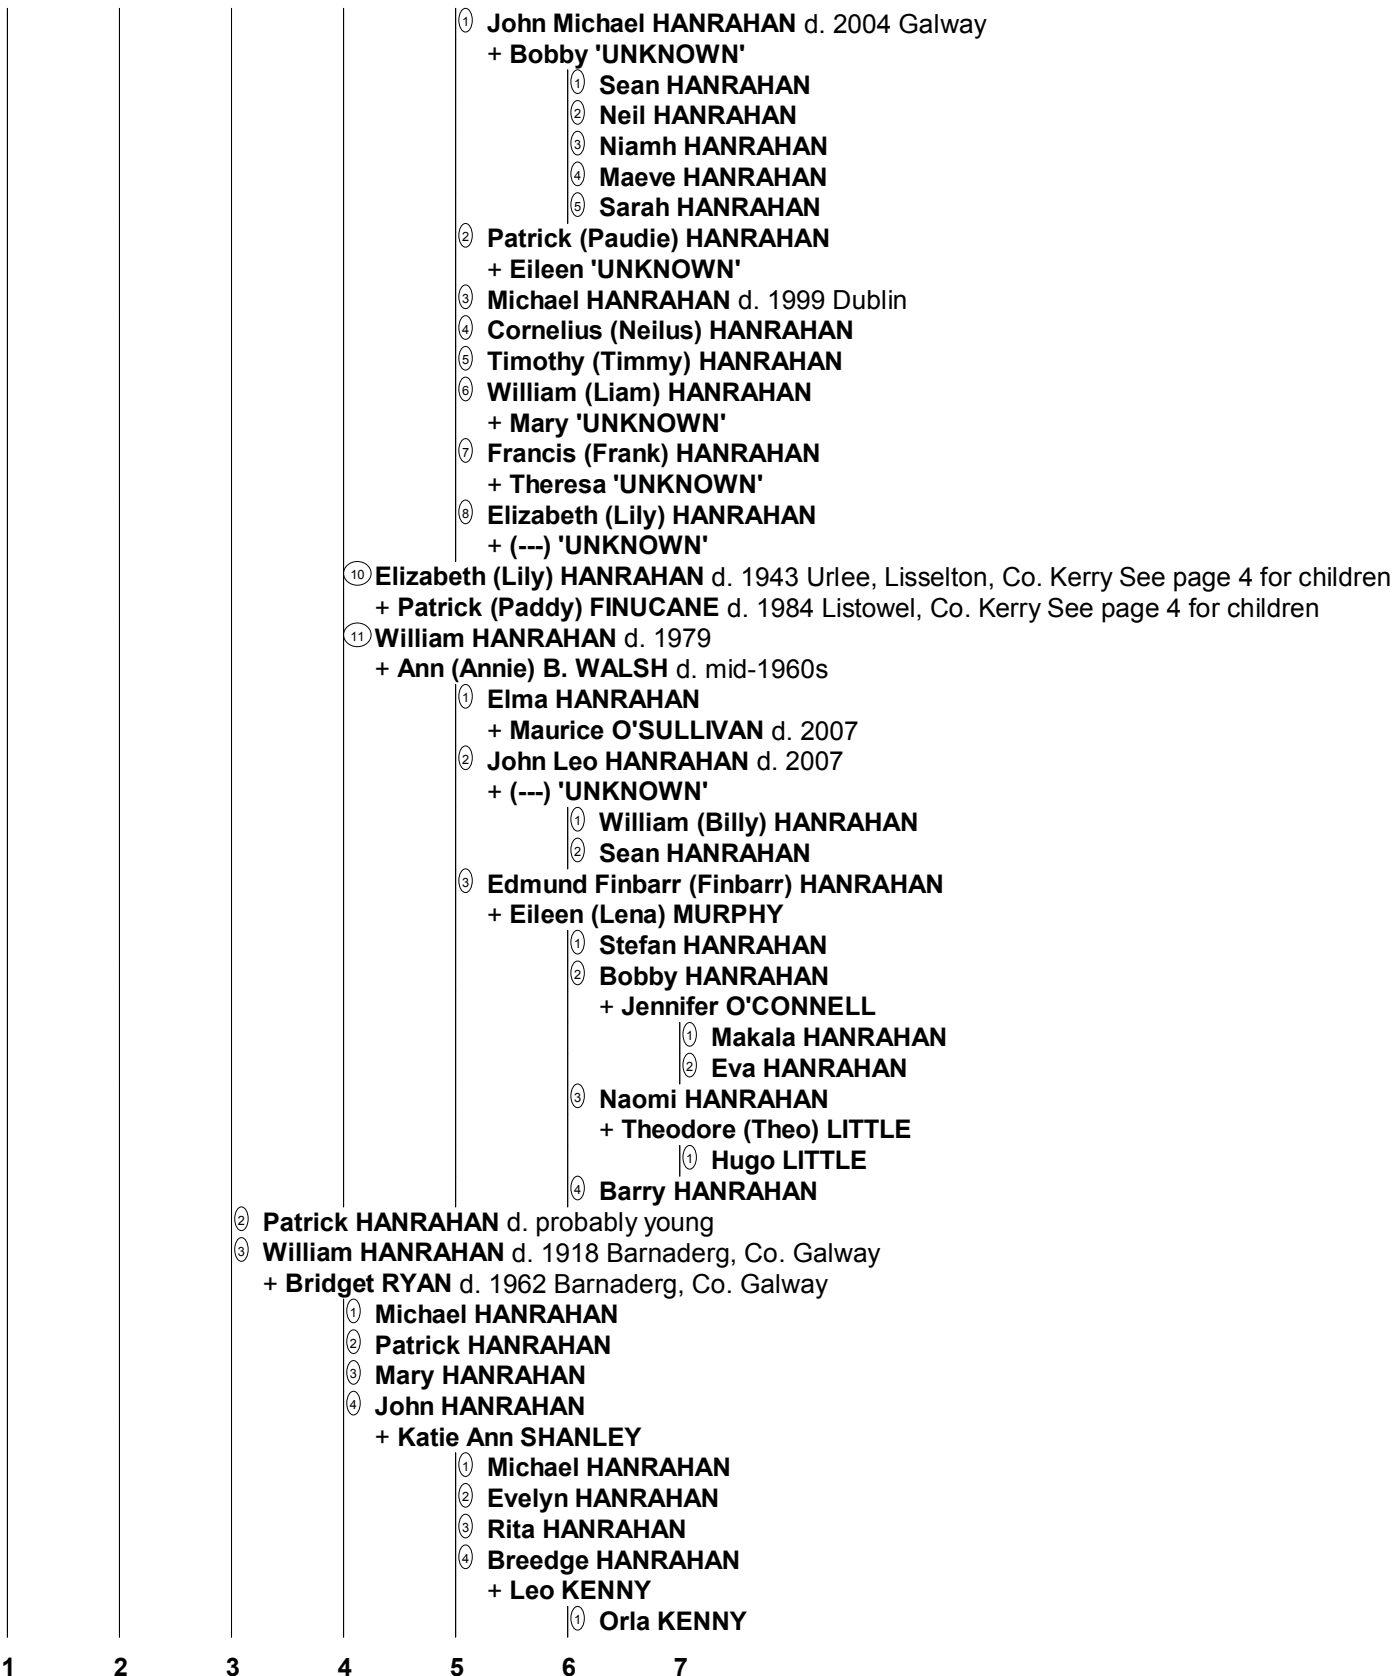 ① John Michael HANRAHAN d. 2004 Galway
+ Bobby 'UNKNOWN'
① Sean HANRAHAN
② Neil HANRAHAN
③ Niamh HANRAHAN
④ Maeve HANRAHAN
⑤ Sarah HANRAHAN
② Patrick (Paudie) HANRAHAN
+ Eileen 'UNKNOWN'
③ Michael HANRAHAN d. 1999 Dublin
④ Cornelius (Neilus) HANRAHAN
⑤ Timothy (Timmy) HANRAHAN
⑥ William (Liam) HANRAHAN
+ Mary 'UNKNOWN'
⑦ Francis (Frank) HANRAHAN
+ Theresa 'UNKNOWN'
⑧ Elizabeth (Lily) HANRAHAN
+ (---) 'UNKNOWN'
⑩ Elizabeth (Lily) HANRAHAN d. 1943 Urlee, Lisselton, Co. Kerry See page 4 for children
+ Patrick (Paddy) FINUCANE d. 1984 Listowel, Co. Kerry See page 4 for children
⑪ William HANRAHAN d. 1979
+ Ann (Annie) B. WALSH d. mid-1960s
① Elma HANRAHAN
+ Maurice O'SULLIVAN d. 2007
② John Leo HANRAHAN d. 2007
+ (---) 'UNKNOWN'
① William (Billy) HANRAHAN
② Sean HANRAHAN
③ Edmund Finbarr (Finbarr) HANRAHAN
+ Eileen (Lena) MURPHY
① Stefan HANRAHAN
② Bobby HANRAHAN
+ Jennifer O'CONNELL
① Makala HANRAHAN
② Eva HANRAHAN
③ Naomi HANRAHAN
+ Theodore (Theo) LITTLE
① Hugo LITTLE
④ Barry HANRAHAN
② Patrick HANRAHAN d. probably young
③ William HANRAHAN d. 1918 Barnaderg, Co. Galway
+ Bridget RYAN d. 1962 Barnaderg, Co. Galway
① Michael HANRAHAN
② Patrick HANRAHAN
③ Mary HANRAHAN
④ John HANRAHAN
+ Katie Ann SHANLEY
① Michael HANRAHAN
② Evelyn HANRAHAN
③ Rita HANRAHAN
④ Breedge HANRAHAN
+ Leo KENNY
① Orla KENNY
1 2 3 4 5 6 7